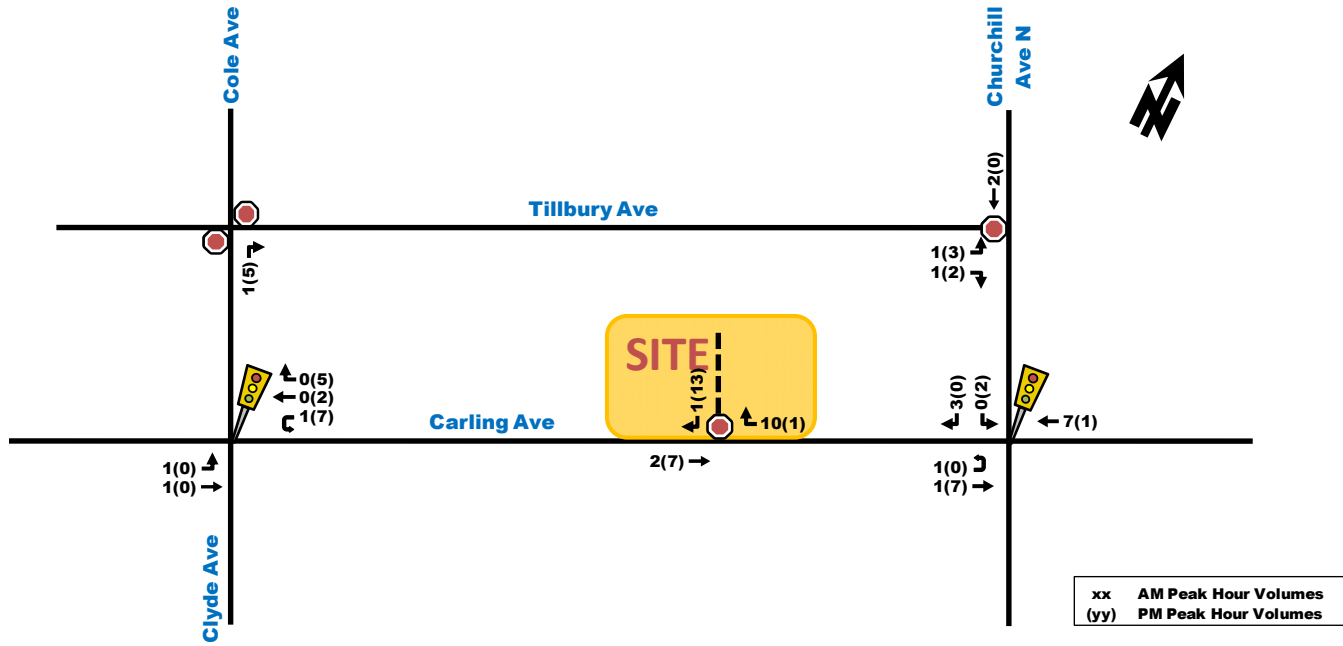 Cole Ave
Churchill
Ave N
2(0)
Tillbury Ave
1(5)
1(3)
1(2)
SITE
1(13)
10(1)
0(5)
0(2)
1(7)
Carling Ave
3(0)
0(2)
7(1)
2(7)
1(0)
1(0)
1(0)
1(7)
Clyde Ave
xx AM Peak Hour Volumes
(yy) PM Peak Hour Volumes